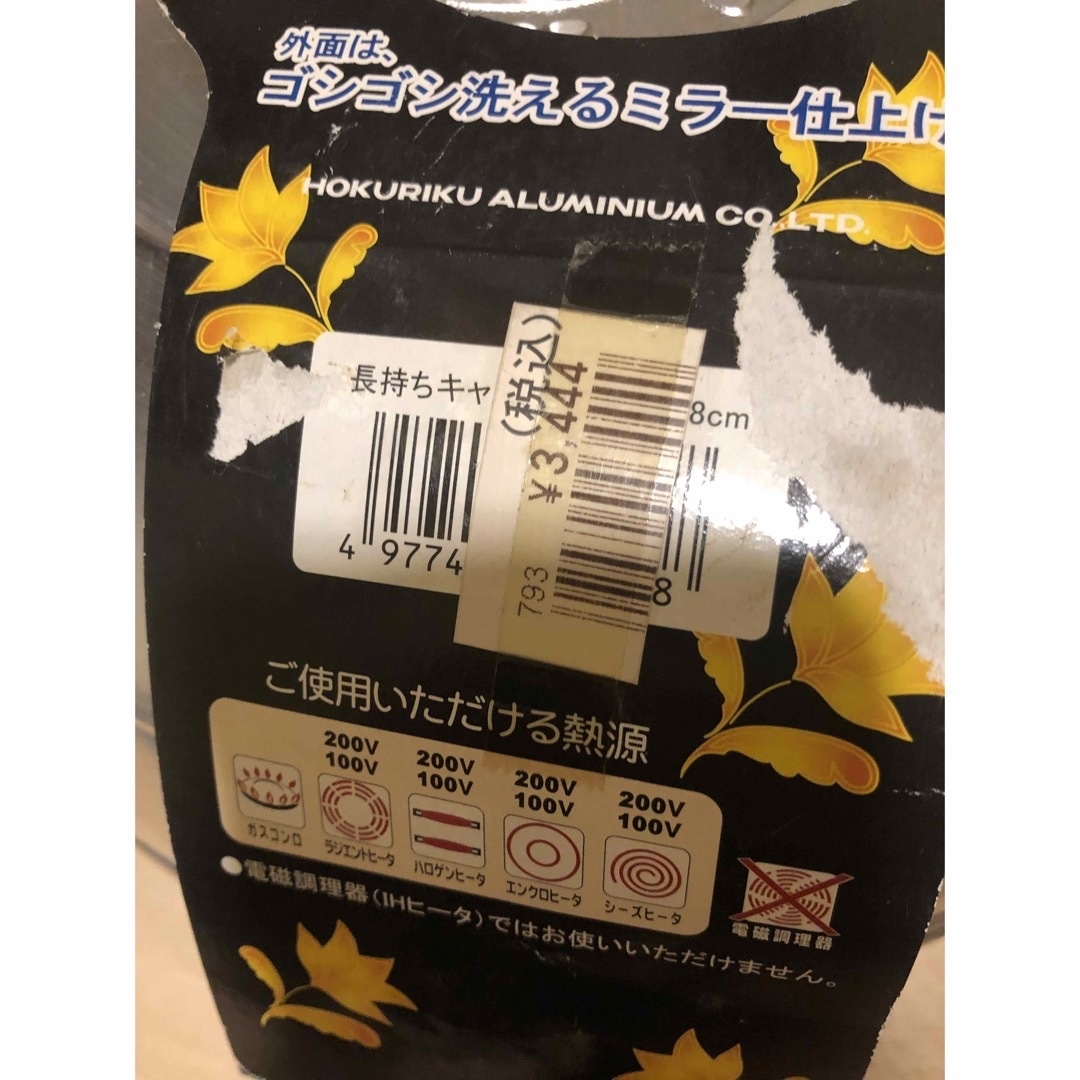 外面は、
ゴシゴシ洗えるミラー仕上げ
HOKURIKU ALUMINIUM CO.,LTD.
長持ちキャ
8cm
(税込)
¥3,444
793
4 9774
8
ご使用いただける熱源
200V
100V
ガスコンロ
ラジエントヒータ
200V
100V
ハロゲンヒータ
200V
100V
エンクロヒータ
200V
100V
シーズヒータ
電磁調理器
●電磁調理器(IHヒータ)ではお使いいただけません。